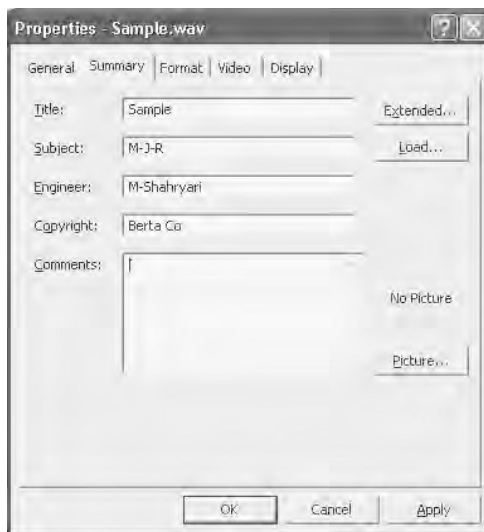 Properties - Sample.wav
General Summary Format Video Display
Title: Sample Extended...
Subject: M-J-R Load...
Engineer: M-Shahryari
Copyright: Berta Co
Comments:
No Picture
Picture...
OK Cancel Apply